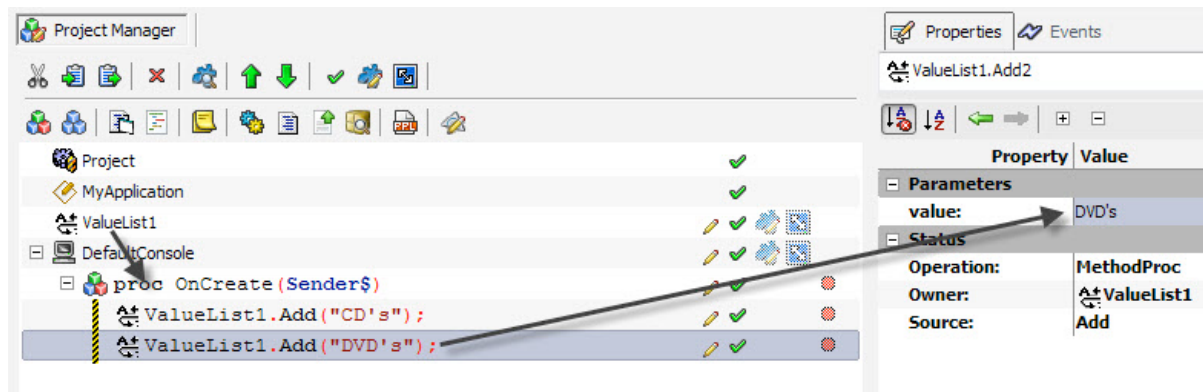 Project Manager
Project
MyApplication
ValueList1
DefaultConsole
proc OnCreate(Sender$)
ValueList1.Add("CD's");
ValueList1.Add("DVD's");
Properties Events
ValueList1.Add2
Property Value
Parameters
value: DVD's
Status
Operation: MethodProc
Owner: ValueList1
Source: Add